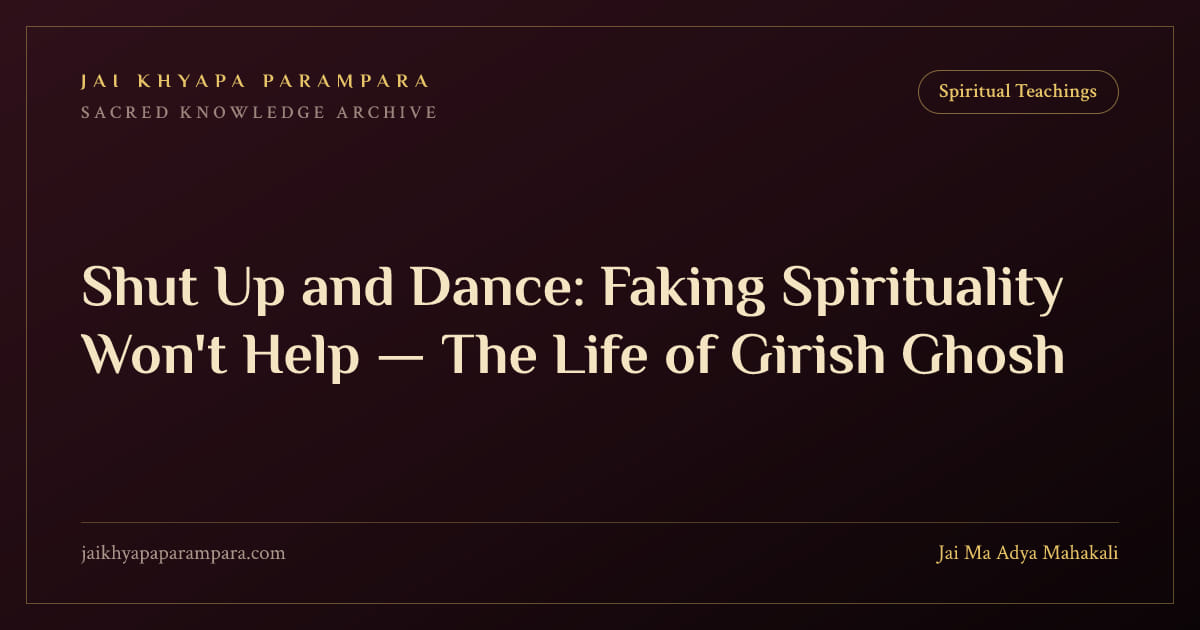 JAI KHYAPA PARAMPARA
SACRED KNOWLEDGE ARCHIVE
Spiritual Teachings
Shut Up and Dance: Faking Spirituality
Won't Help — The Life of Girish Ghosh
jaikhyapaparampara.com
Jai Ma Adya Mahakali